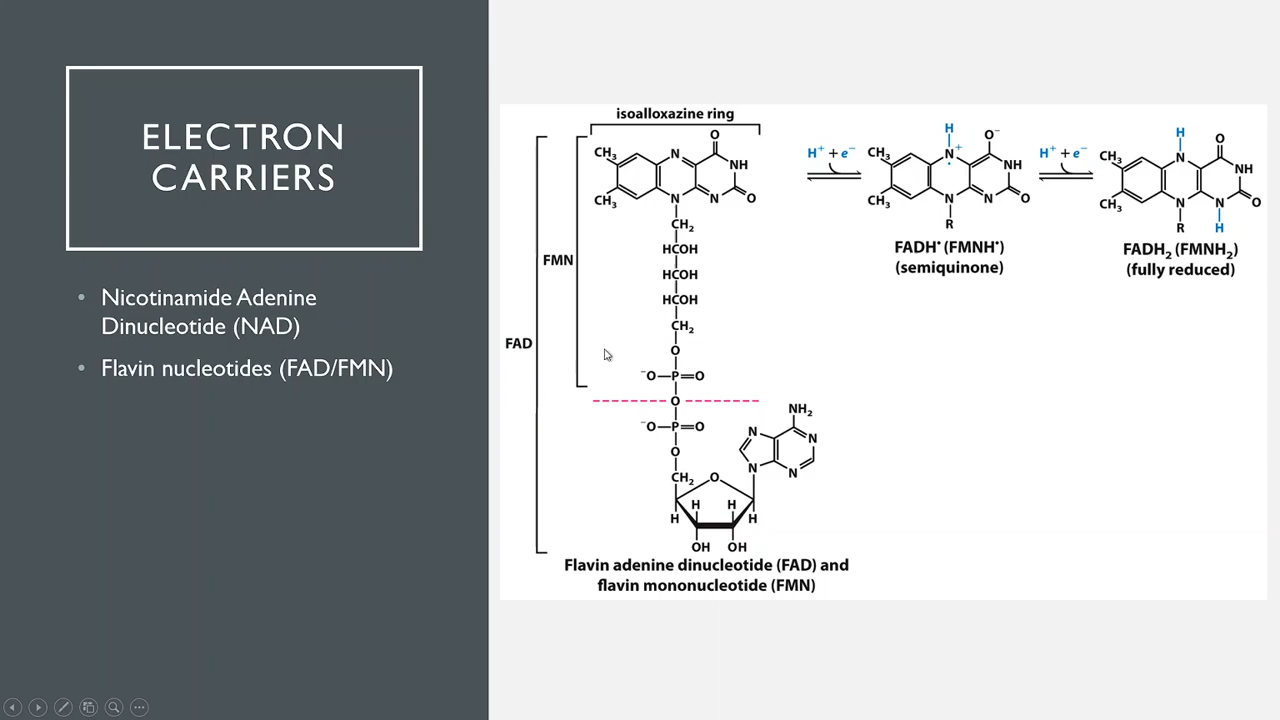 ELECTRON
CARRIERS
• Nicotinamide Adenine
Dinucleotide (NAD)
• Flavin nucleotides (FAD/FMN)
isoalloxazine ring
FAD
FMN
CH₃
CH₃
N
O
NH
N
N
O
CH₂
HCOH
HCOH
HCOH
CH₂
O
⁻O—P=O
O
⁻O—P=O
O
CH₂
O
H
H
H
H
OH
OH
NH₂
N
N
N
N
Flavin adenine dinucleotide (FAD) and
flavin mononucleotide (FMN)
H⁺ + e⁻
H
N⁺
•
O⁻
CH₃
CH₃
NH
N
N
O
R
FADH• (FMNH•)
(semiquinone)
H⁺ + e⁻
H
N
O
CH₃
CH₃
NH
N
N
O
R
H
FADH₂ (FMNH₂)
(fully reduced)